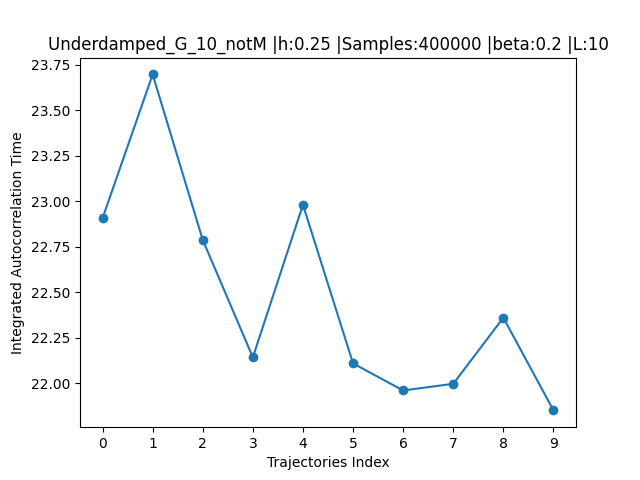 Underdamped_G_10_notM |h:0.25 |Samples:400000 |beta:0.2 |L:10
23.75
23.50
23.25
23.00
22.75
22.50
22.25
22.00
Integrated Autocorrelation Time
0 1 2 3 4 5 6 7 8 9
Trajectories Index